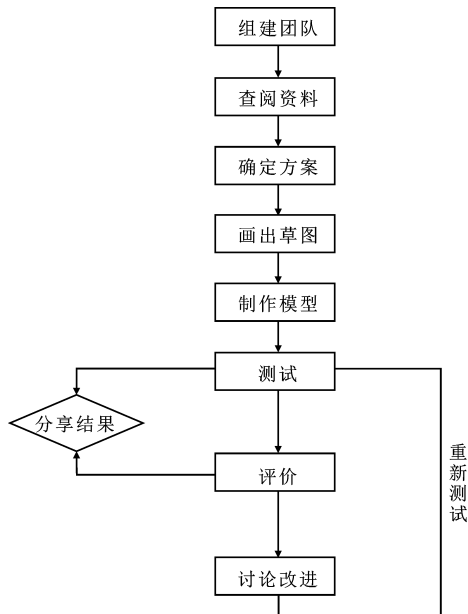 组建团队
查阅资料
确定方案
画出草图
制作模型
测试
分享结果
评价
重新测试
讨论改进